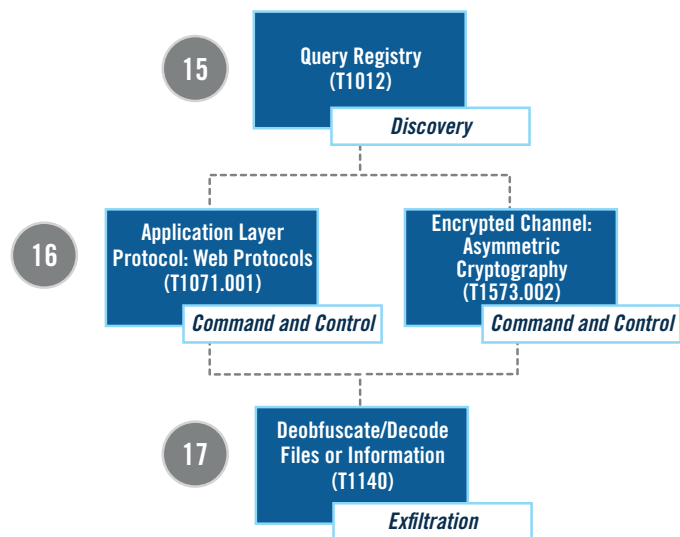 15
Query Registry
(T1012)
Discovery
16
Application Layer
Protocol: Web Protocols
(T1071.001)
Command and Control
Encrypted Channel:
Asymmetric
Cryptography
(T1573.002)
Command and Control
17
Deobfuscate/Decode
Files or Information
(T1140)
Exfiltration